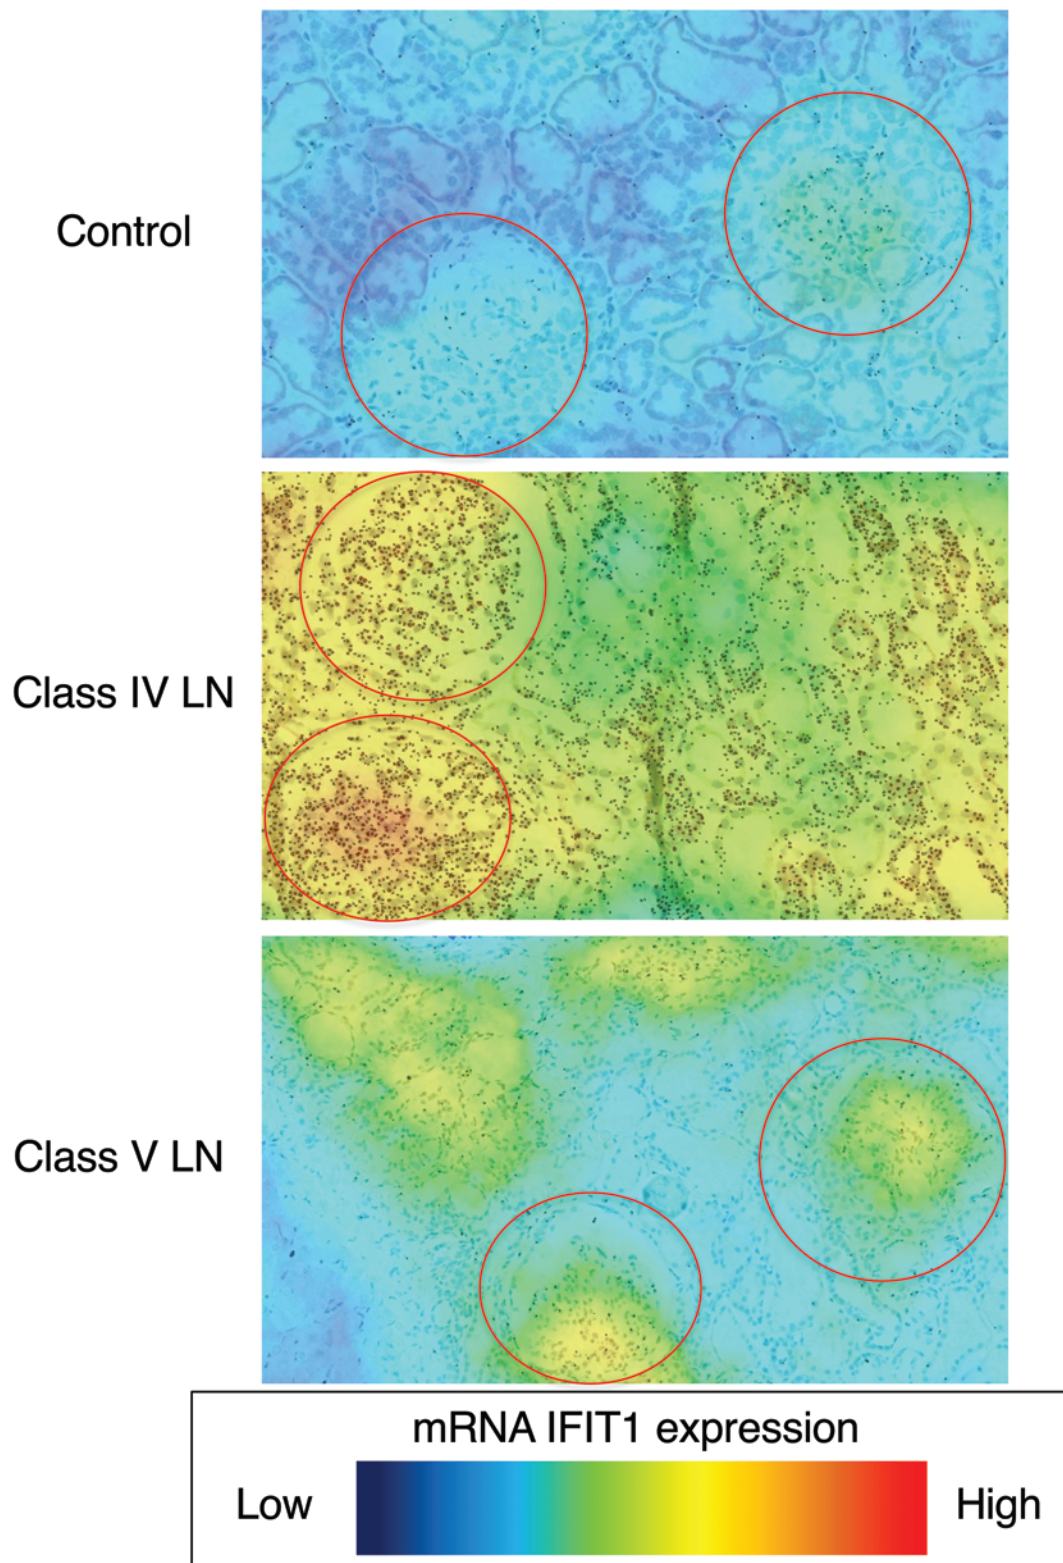 Control
Class IV LN
Class V LN
mRNA IFIT1 expression
Low
High